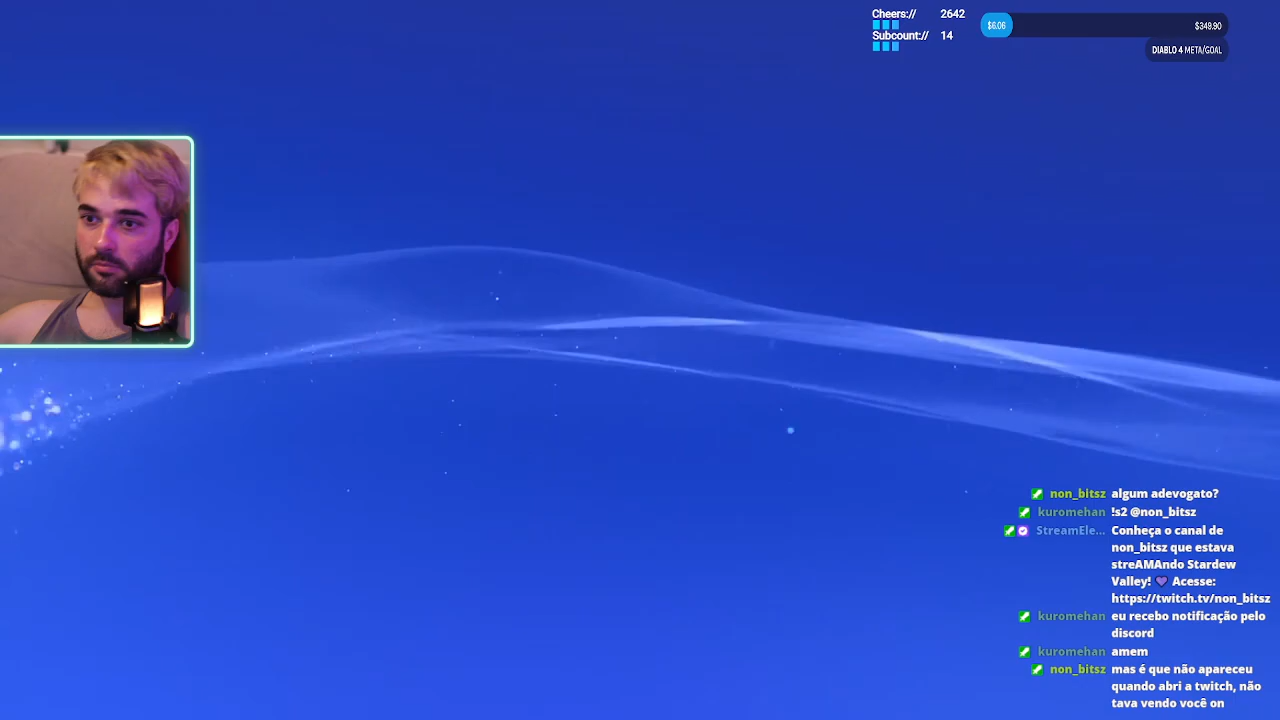 Cheers:// 2642
Subcount:// 14
$6.06 $349.90
DIABLO 4 META/GOAL
non_bitsz algum adevogato?
kuromehan !s2 @non_bitsz
StreamEle... Conheça o canal de
non_bitsz que estava
streAMAndo Stardew
Valley! 💜 Acesse:
https://twitch.tv/non_bitsz
kuromehan eu recebo notificação pelo
discord
kuromehan amem
non_bitsz mas é que não apareceu
quando abri a twitch, não
tava vendo você on